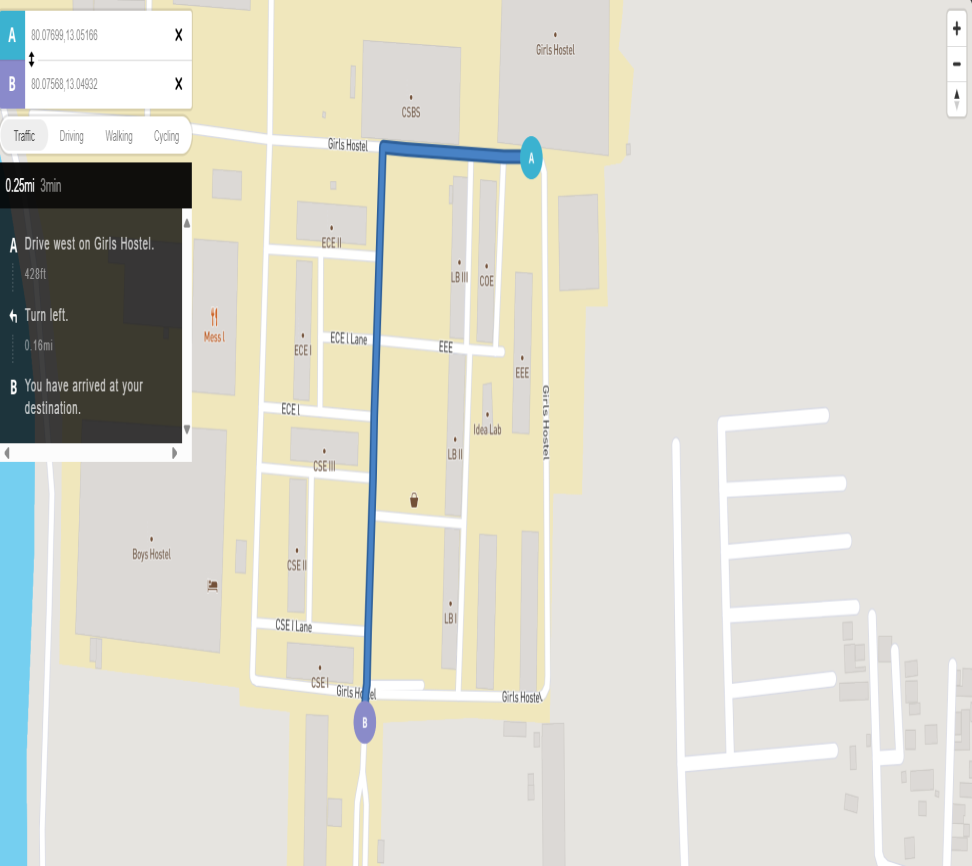 A
80.07699,13.05166
X
B
80.07568,13.04932
X
Traffic
Driving
Walking
Cycling
0.25mi 3min
A Drive west on Girls Hostel.
428ft
Turn left.
0.16mi
B You have arrived at your
destination.
Girls Hostel
CSBS
Girls Hostel
A
ECE II
LB III
COE
Mess I
ECE I
ECE I Lane
EEE
EEE
ECE I
Girls Hostel
Idea Lab
LB II
CSE III
Boys Hostel
CSE II
LB I
CSE I Lane
CSE I
Girls Hostel
Girls Hostel
B